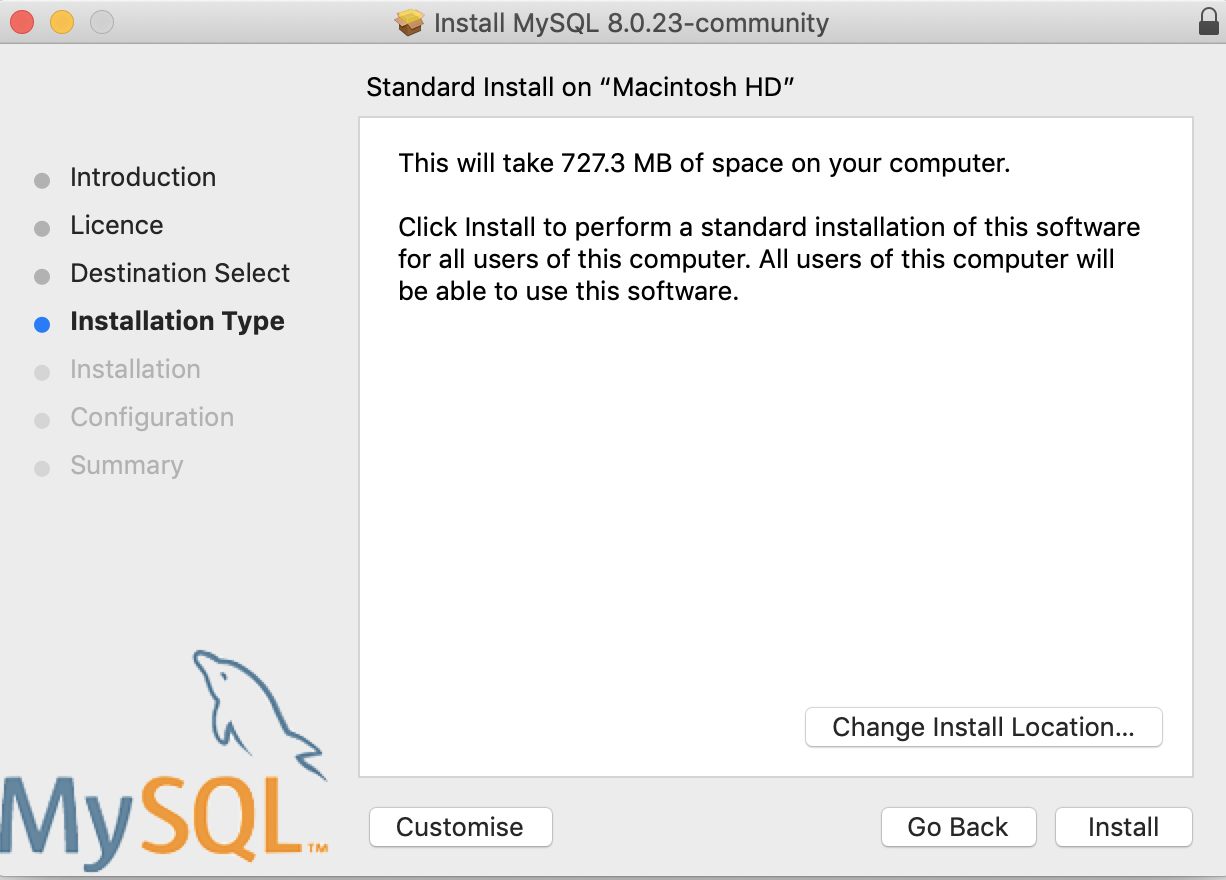 Install MySQL 8.0.23-community
Standard Install on “Macintosh HD”
Introduction
Licence
Destination Select
Installation Type
Installation
Configuration
Summary
This will take 727.3 MB of space on your computer.
Click Install to perform a standard installation of this software
for all users of this computer. All users of this computer will
be able to use this software.
Change Install Location...
MySQL™
Customise
Go Back
Install